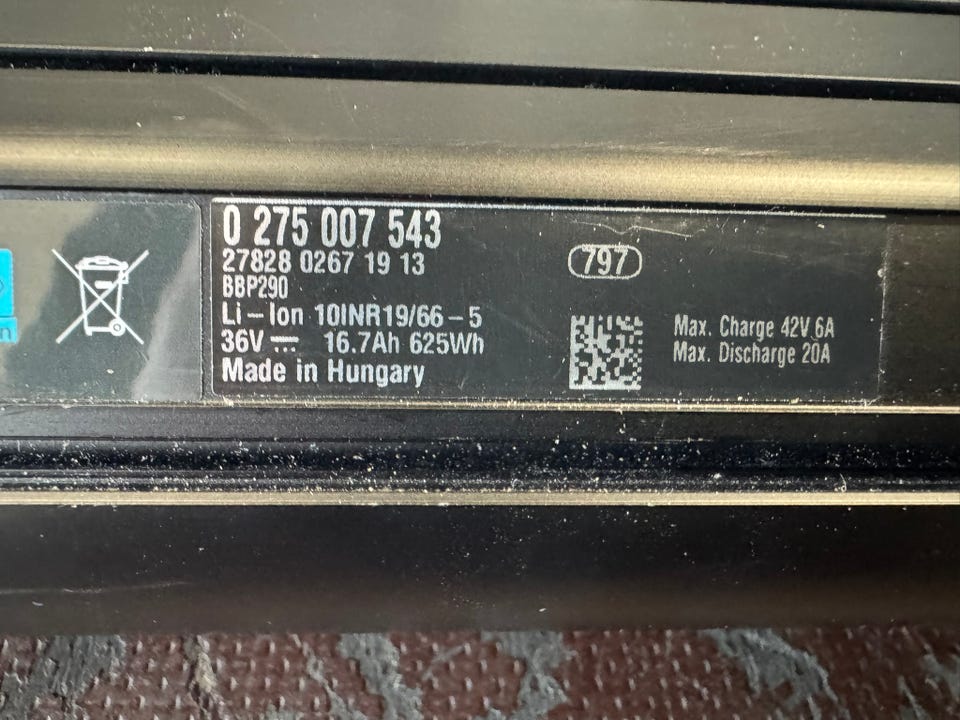 0 275 007 543
27828 0267 19 13
BBP290
Li-Ion 10INR19/66-5
36V 16.7Ah 625Wh
Made in Hungary
797
Max. Charge 42V 6A
Max. Discharge 20A